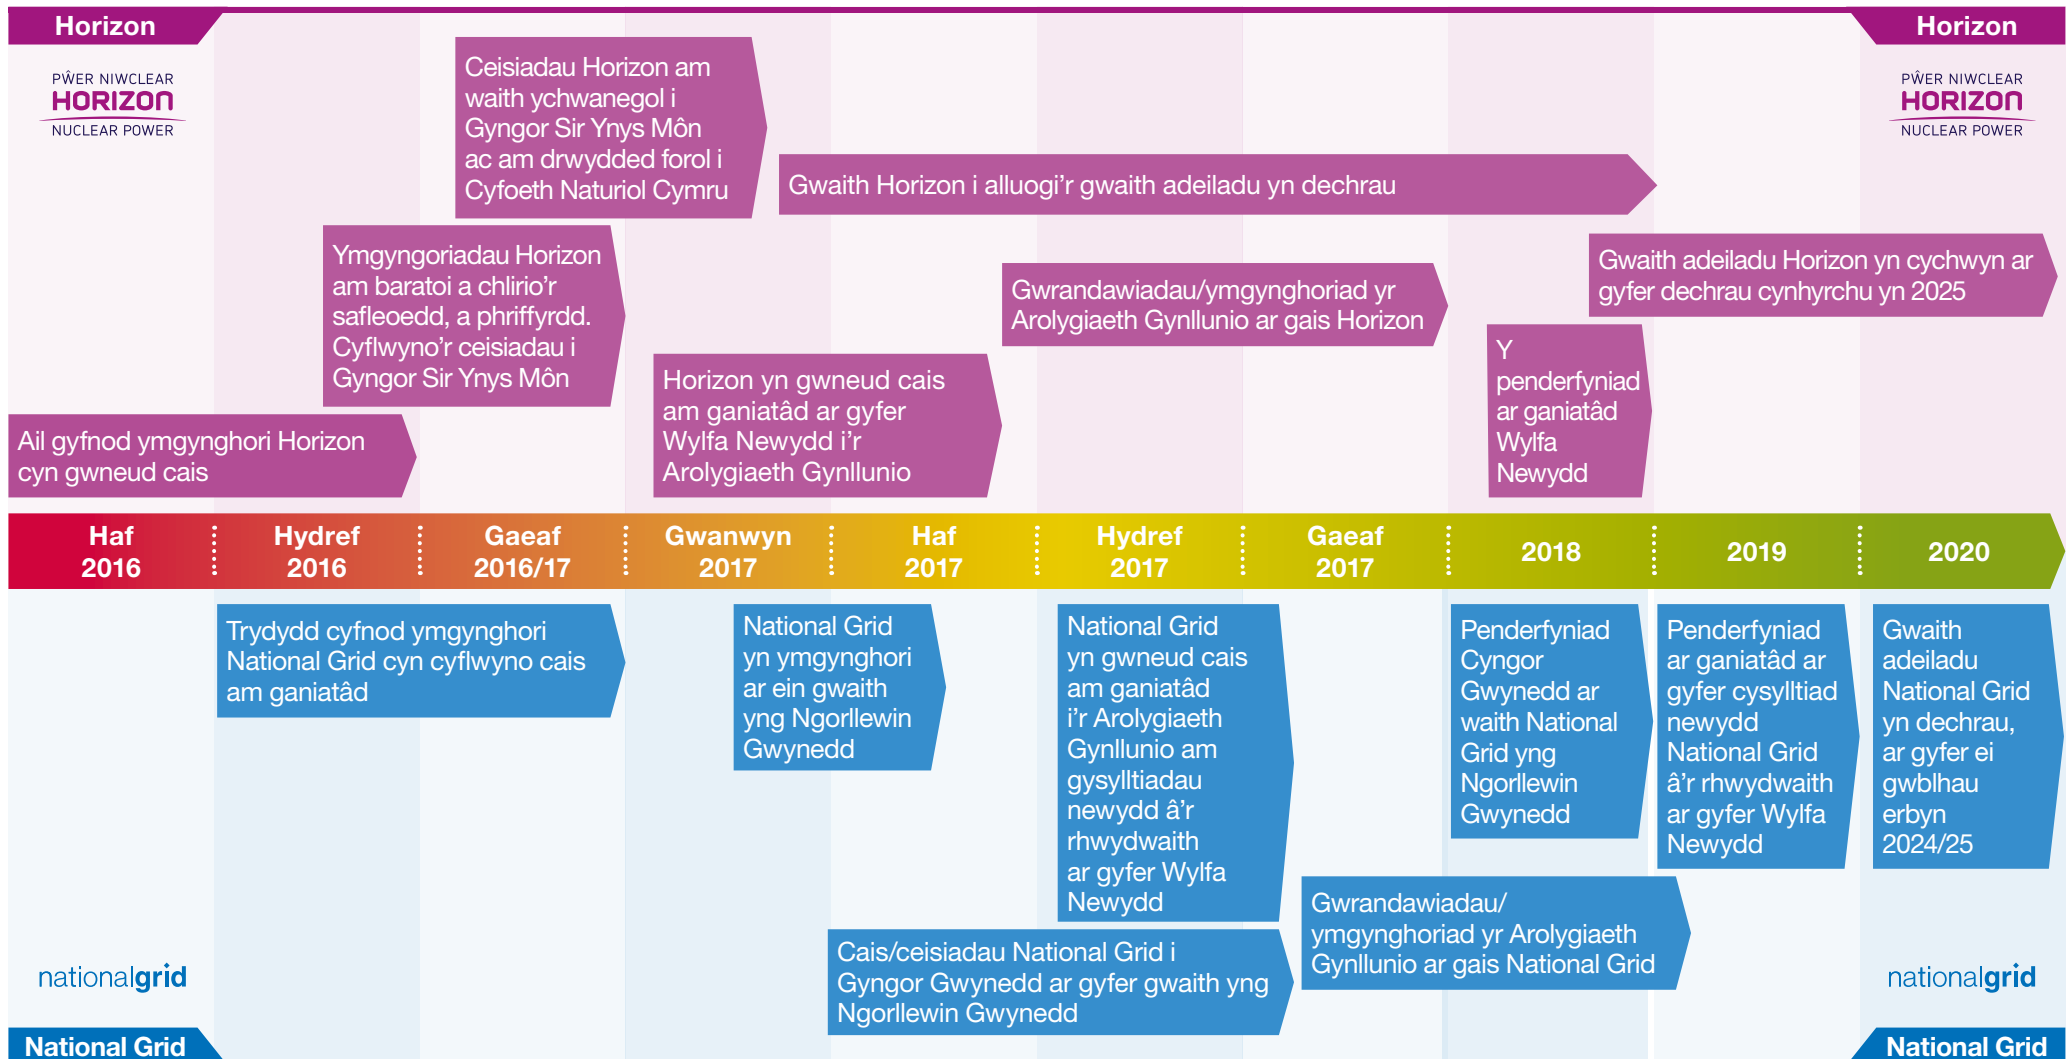 Horizon
Horizon
PŴER NIWCLEAR
HORIZON
NUCLEAR POWER
PŴER NIWCLEAR
HORIZON
NUCLEAR POWER
Ceisiadau Horizon am
waith ychwanegol i
Gyngor Sir Ynys Môn
ac am drwydded forol i
Cyfoeth Naturiol Cymru
Gwaith Horizon i alluogi’r gwaith adeiladu yn dechrau
Ymgyngoriadau Horizon
am baratoi a chlirio’r
safleoedd, a phriffyrdd.
Cyflwyno’r ceisiadau i
Gyngor Sir Ynys Môn
Gwrandawiadau/ymgynghoriad yr
Arolygiaeth Gynllunio ar gais Horizon
Gwaith adeiladu Horizon yn cychwyn ar
gyfer dechrau cynhyrchu yn 2025
Ail gyfnod ymgynghori Horizon
cyn gwneud cais
Horizon yn gwneud cais
am ganiatâd ar gyfer
Wylfa Newydd i’r
Arolygiaeth Gynllunio
Y
penderfyniad
ar ganiatâd
Wylfa
Newydd
Haf
2016
Hydref
2016
Gaeaf
2016/17
Gwanwyn
2017
Haf
2017
Hydref
2017
Gaeaf
2017
2018
2019
2020
Trydydd cyfnod ymgynghori
National Grid cyn cyflwyno cais
am ganiatâd
National Grid
yn ymgynghori
ar ein gwaith
yng Ngorllewin
Gwynedd
National Grid
yn gwneud cais
am ganiatâd
i’r Arolygiaeth
Gynllunio am
gysylltiadau
newydd â’r
rhwydwaith
ar gyfer Wylfa
Newydd
Penderfyniad
Cyngor
Gwynedd ar
waith National
Grid yng
Ngorllewin
Gwynedd
Penderfyniad
ar ganiatâd ar
gyfer cysylltiad
newydd
National Grid
â’r rhwydwaith
ar gyfer Wylfa
Newydd
Gwaith
adeiladu
National Grid
yn dechrau,
ar gyfer ei
gwblhau
erbyn
2024/25
Cais/ceisiadau National Grid i
Gyngor Gwynedd ar gyfer gwaith yng
Ngorllewin Gwynedd
Gwrandawiadau/
ymgynghoriad yr Arolygiaeth
Gynllunio ar gais National Grid
nationalgrid
nationalgrid
National Grid
National Grid